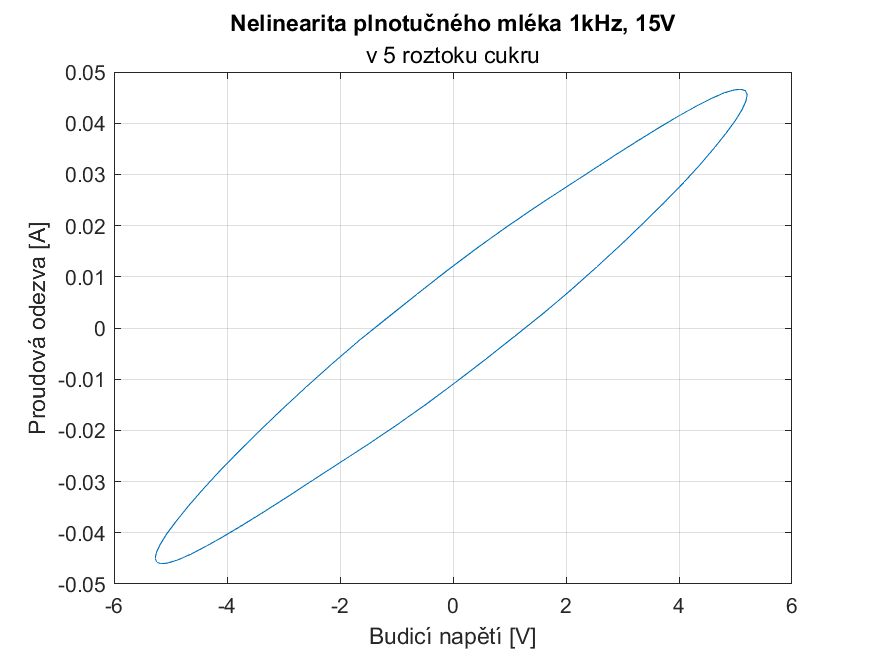 Nelinearita plnotučného mléka 1kHz, 15V
v 5 roztoku cukru
0.05
0.04
0.03
0.02
0.01
0
-0.01
-0.02
-0.03
-0.04
-0.05
Proudová odezva [A]
-6 -4 -2 0 2 4 6
Budicí napětí [V]